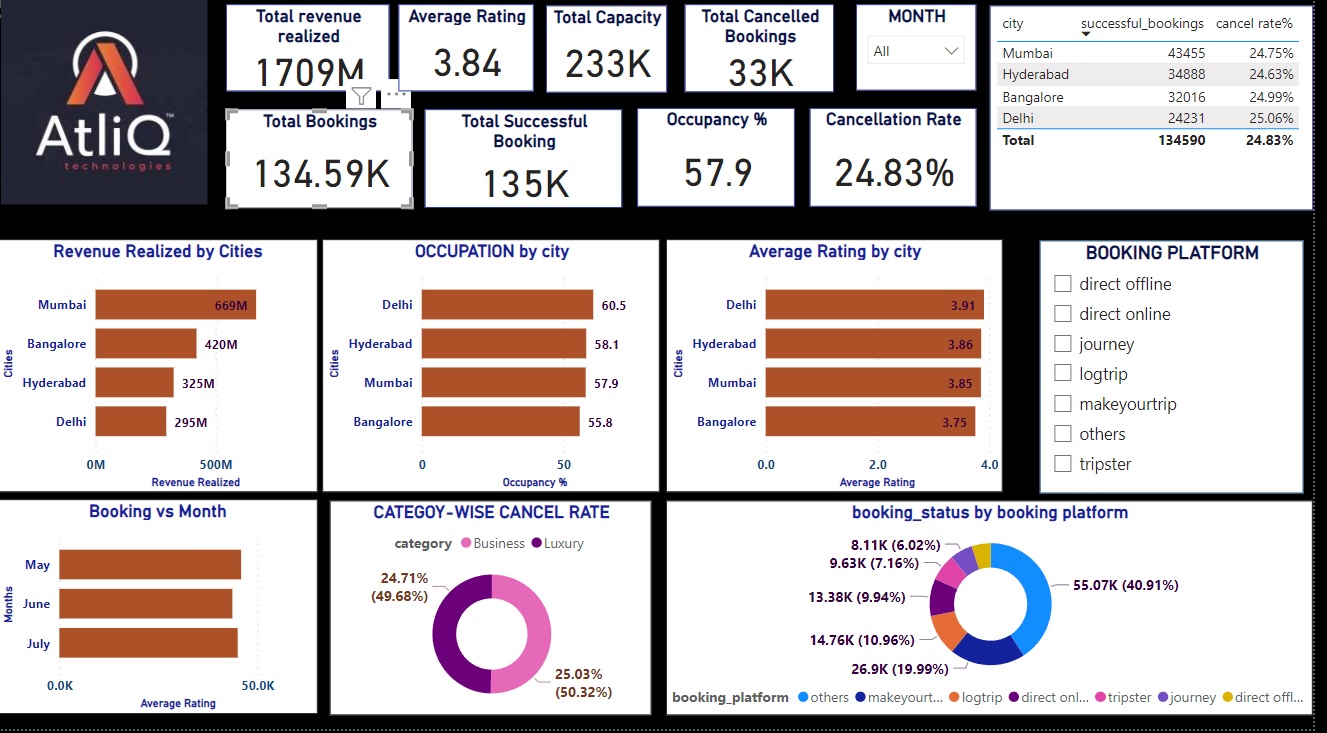 AtliQ
™
technologies
Total revenue
realized
1709M
Average Rating
3.84
Total Capacity
233K
Total Cancelled
Bookings
33K
MONTH
All
Total Bookings
134.59K
Total Successful
Booking
135K
Occupancy %
57.9
Cancellation Rate
24.83%
city successful_bookings cancel rate%
Mumbai 43455 24.75%
Hyderabad 34888 24.63%
Bangalore 32016 24.99%
Delhi 24231 25.06%
Total 134590 24.83%
Revenue Realized by Cities
Cities
Mumbai 669M
Bangalore 420M
Hyderabad 325M
Delhi 295M
0M 500M
Revenue Realized
OCCUPATION by city
Cities
Delhi 60.5
Hyderabad 58.1
Mumbai 57.9
Bangalore 55.8
0 50
Occupancy %
Average Rating by city
Cities
Delhi 3.91
Hyderabad 3.86
Mumbai 3.85
Bangalore 3.75
0.0 2.0 4.0
Average Rating
BOOKING PLATFORM
direct offline
direct online
journey
logtrip
makeyourtrip
others
tripster
Booking vs Month
Months
May
June
July
0.0K 50.0K
Average Rating
CATEGOY-WISE CANCEL RATE
category Business Luxury
24.71%
(49.68%)
25.03%
(50.32%)
booking_status by booking platform
8.11K (6.02%)
9.63K (7.16%)
13.38K (9.94%)
14.76K (10.96%)
26.9K (19.99%)
55.07K (40.91%)
booking_platform others makeyourt... logtrip direct onl... tripster journey direct offl...